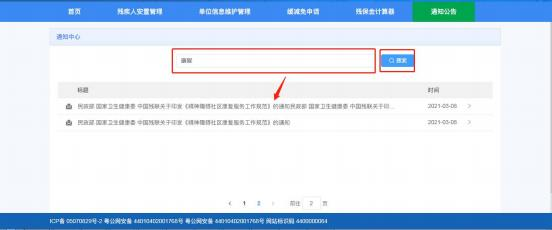 首页 残疾人安置管理 单位信息维护管理 缓减免申请 残保金计算器 通知公告
通知中心
搜索
标题 时间
民政部 国家卫生健康委 中国残联关于印发《精神障碍社区康复服务工作规范》的通知民政部 国家卫生健康委 中国残联关于印... 2021-03-08
民政部 国家卫生健康委 中国残联关于印发《精神障碍社区康复服务工作规范》的通知 2021-03-08
< 1 2 > 前往 2 页
ICP备 05070829号-2 粤公网安备 44010402001768号 粤公网安备 44010402001768号 网站标识码 4400000064